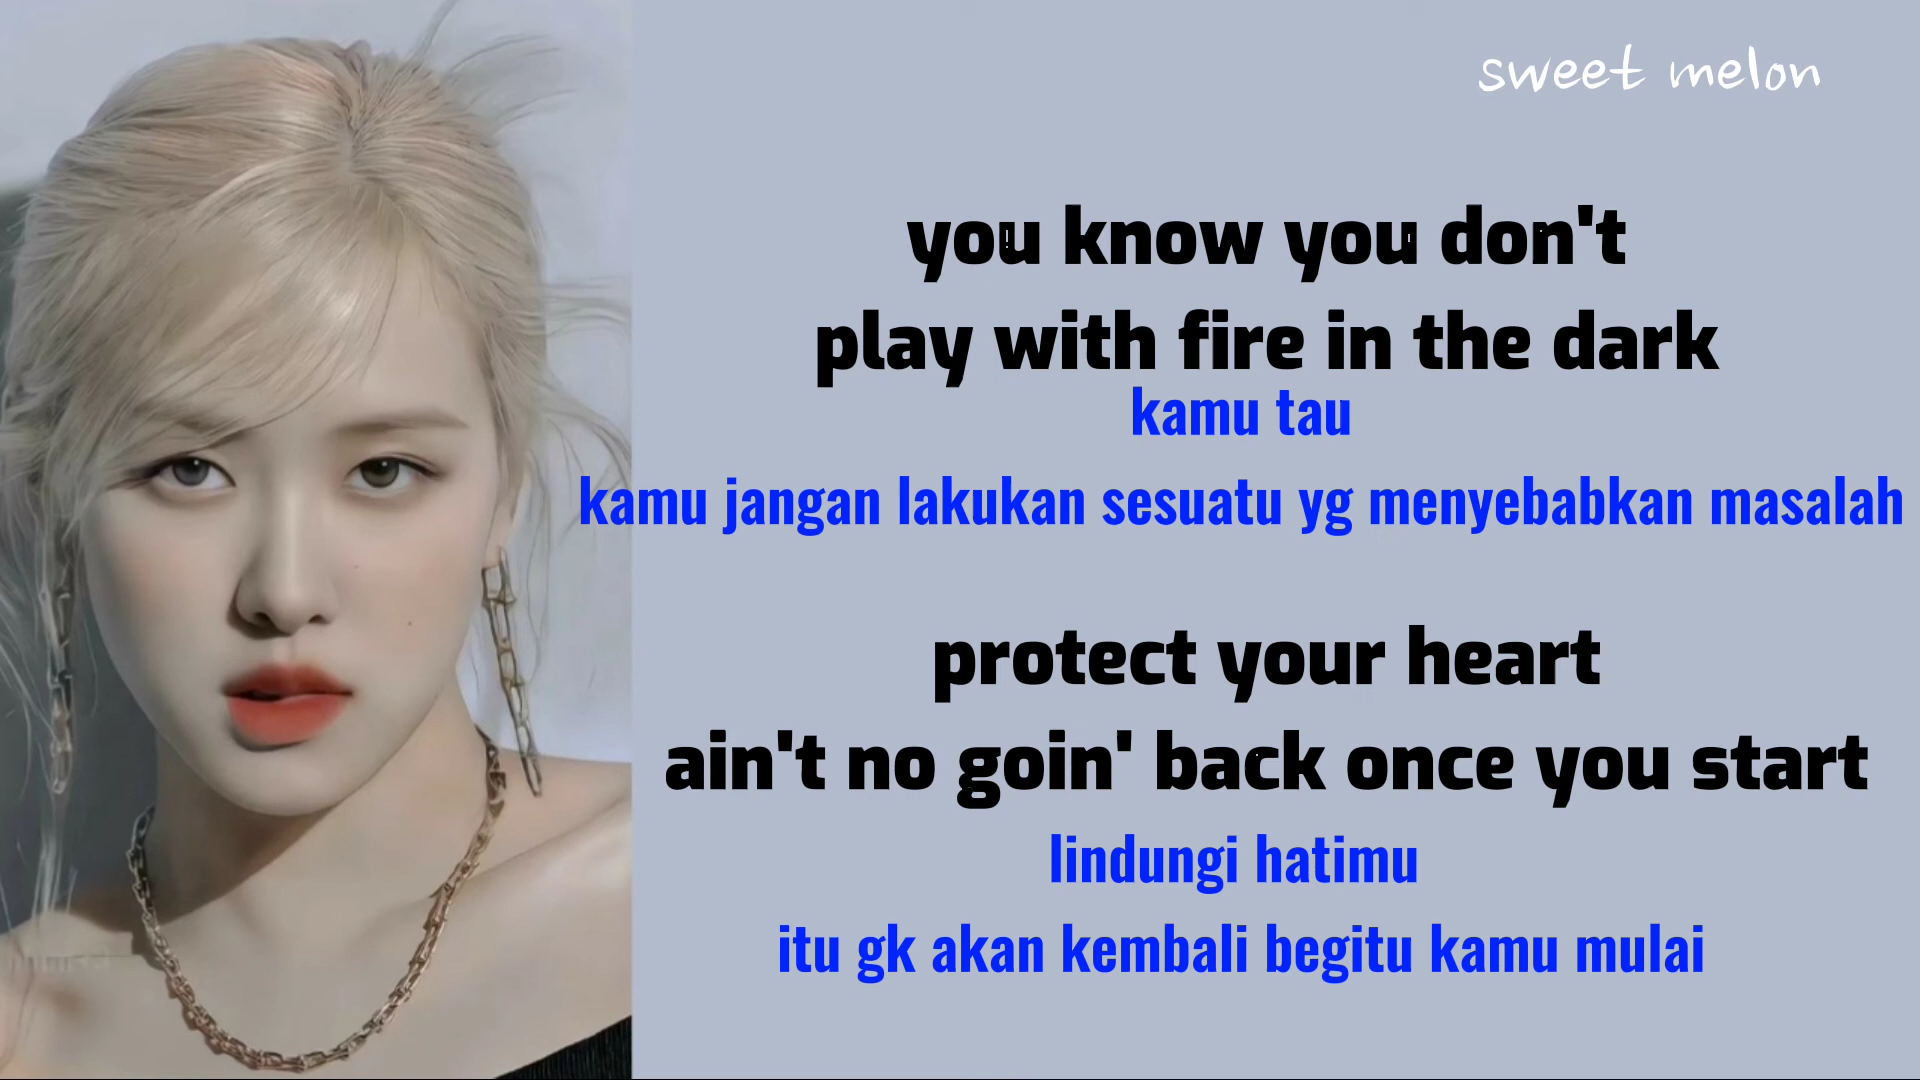 sweet melon
you know you don't
play with fire in the dark
kamu tau
kamu jangan lakukan sesuatu yg menyebabkan masalah
protect your heart
ain't no goin' back once you start
lindungi hatimu
itu gk akan kembali begitu kamu mulai